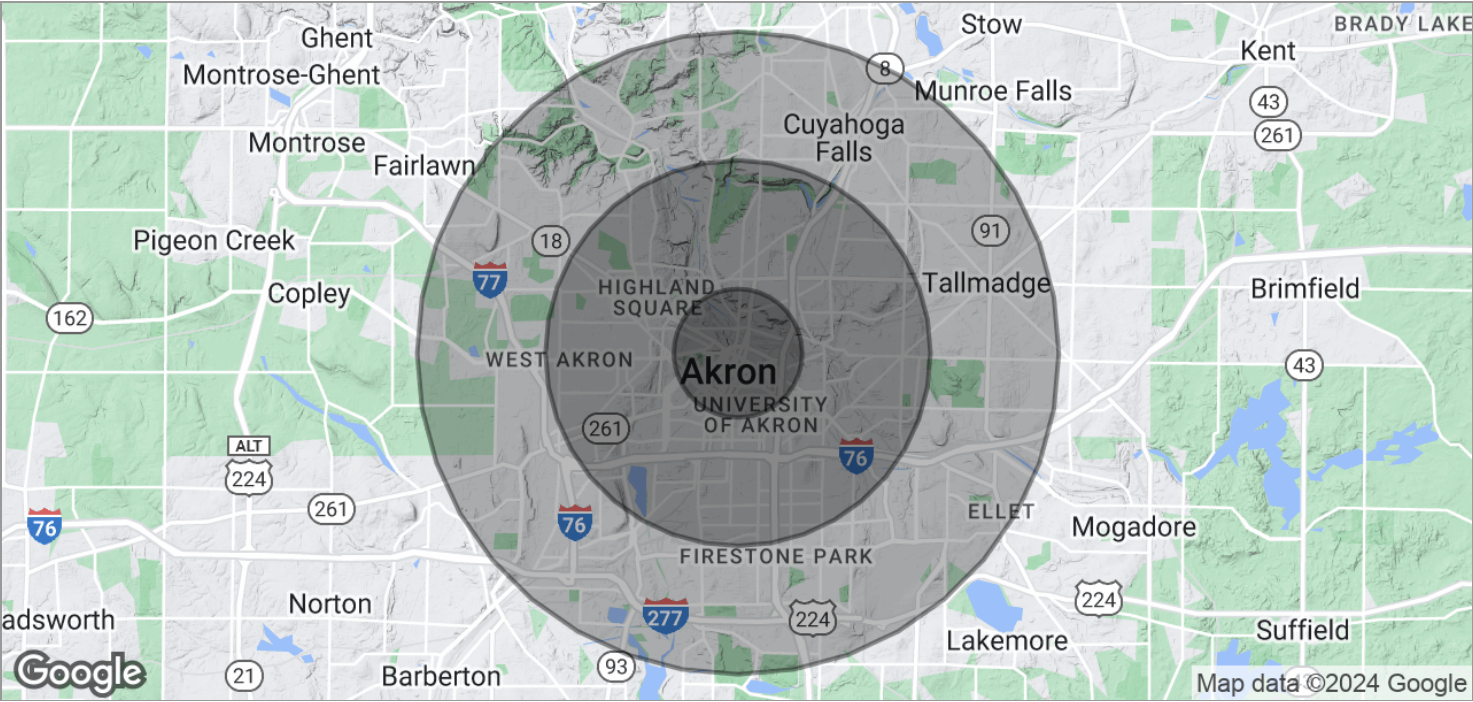 Stow
BRADY LAKE
Ghent
Kent
Montrose-Ghent
8
Munroe Falls
43
Cuyahoga
Falls
261
Montrose
Fairlawn
91
Pigeon Creek
18
77
Tallmadge
HIGHLAND
SQUARE
Brimfield
Copley
162
WEST AKRON
43
Akron
UNIVERSITY
OF AKRON
261
ALT
224
76
261
76
76
ELLET
Mogadore
FIRESTONE PARK
224
Norton
277
224
adsworth
Suffield
Lakemore
93
21
Barberton
Google
Map data ©2024 Google